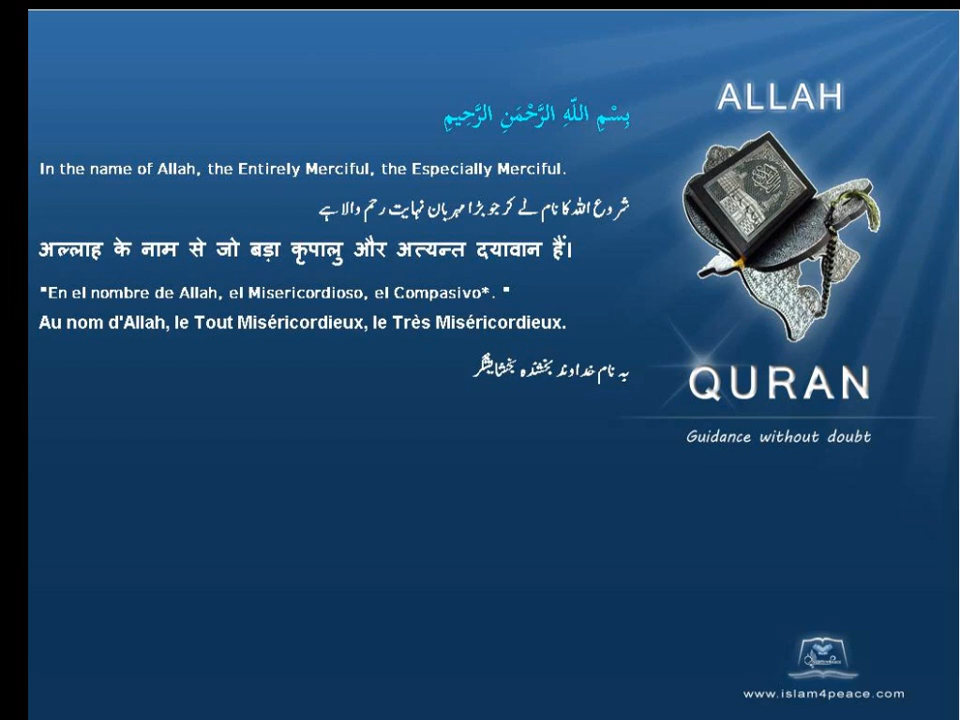 بِسْمِ اللّهِ الرَّحْمَنِ الرَّحِيمِ
In the name of Allah, the Entirely Merciful, the Especially Merciful.
شروع الله کا نام لے کر جو بڑا مہربان نہایت رحم والا ہے
अल्लाह के नाम से जो बड़ा कृपालु और अत्यन्त दयावान हैं।
"En el nombre de Allah, el Misericordioso, el Compasivo*. "
Au nom d'Allah, le Tout Miséricordieux, le Très Miséricordieux.
به نام خداوند بخشنده بخشایشگر
ALLAH
QURAN
Guidance without doubt
www.islam4peace.com